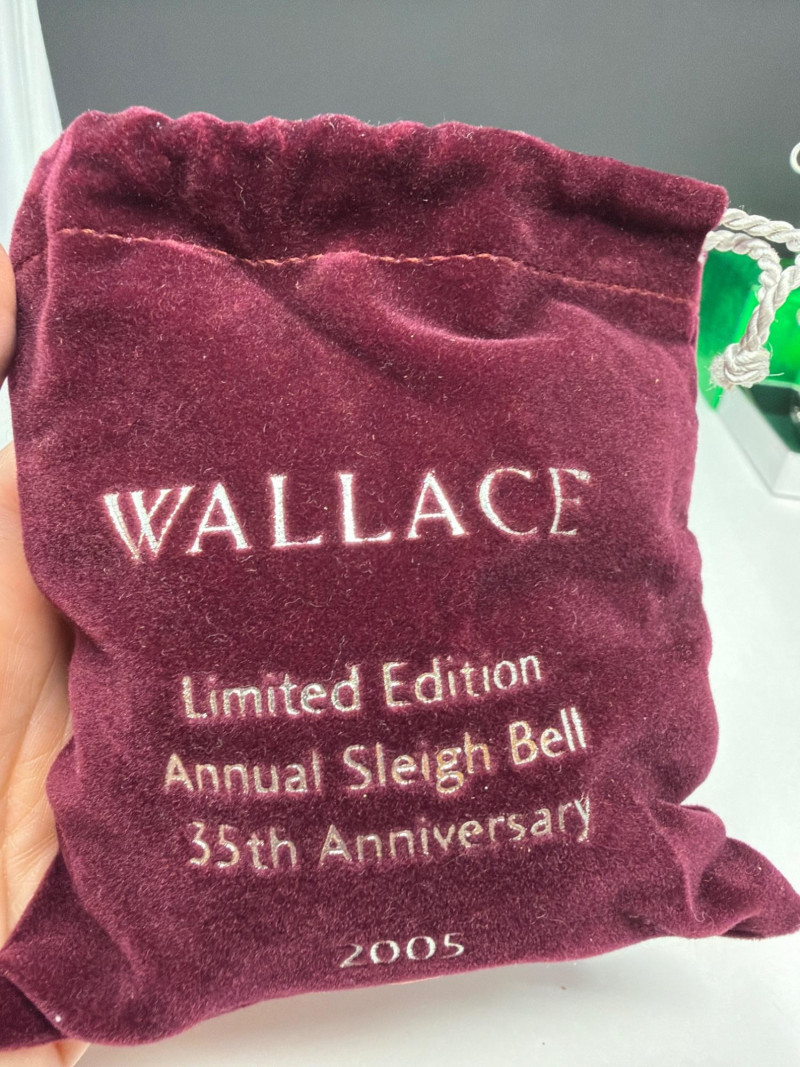 WALLACE
Limited Edition
Annual Sleigh Bell
35th Anniversary
2005